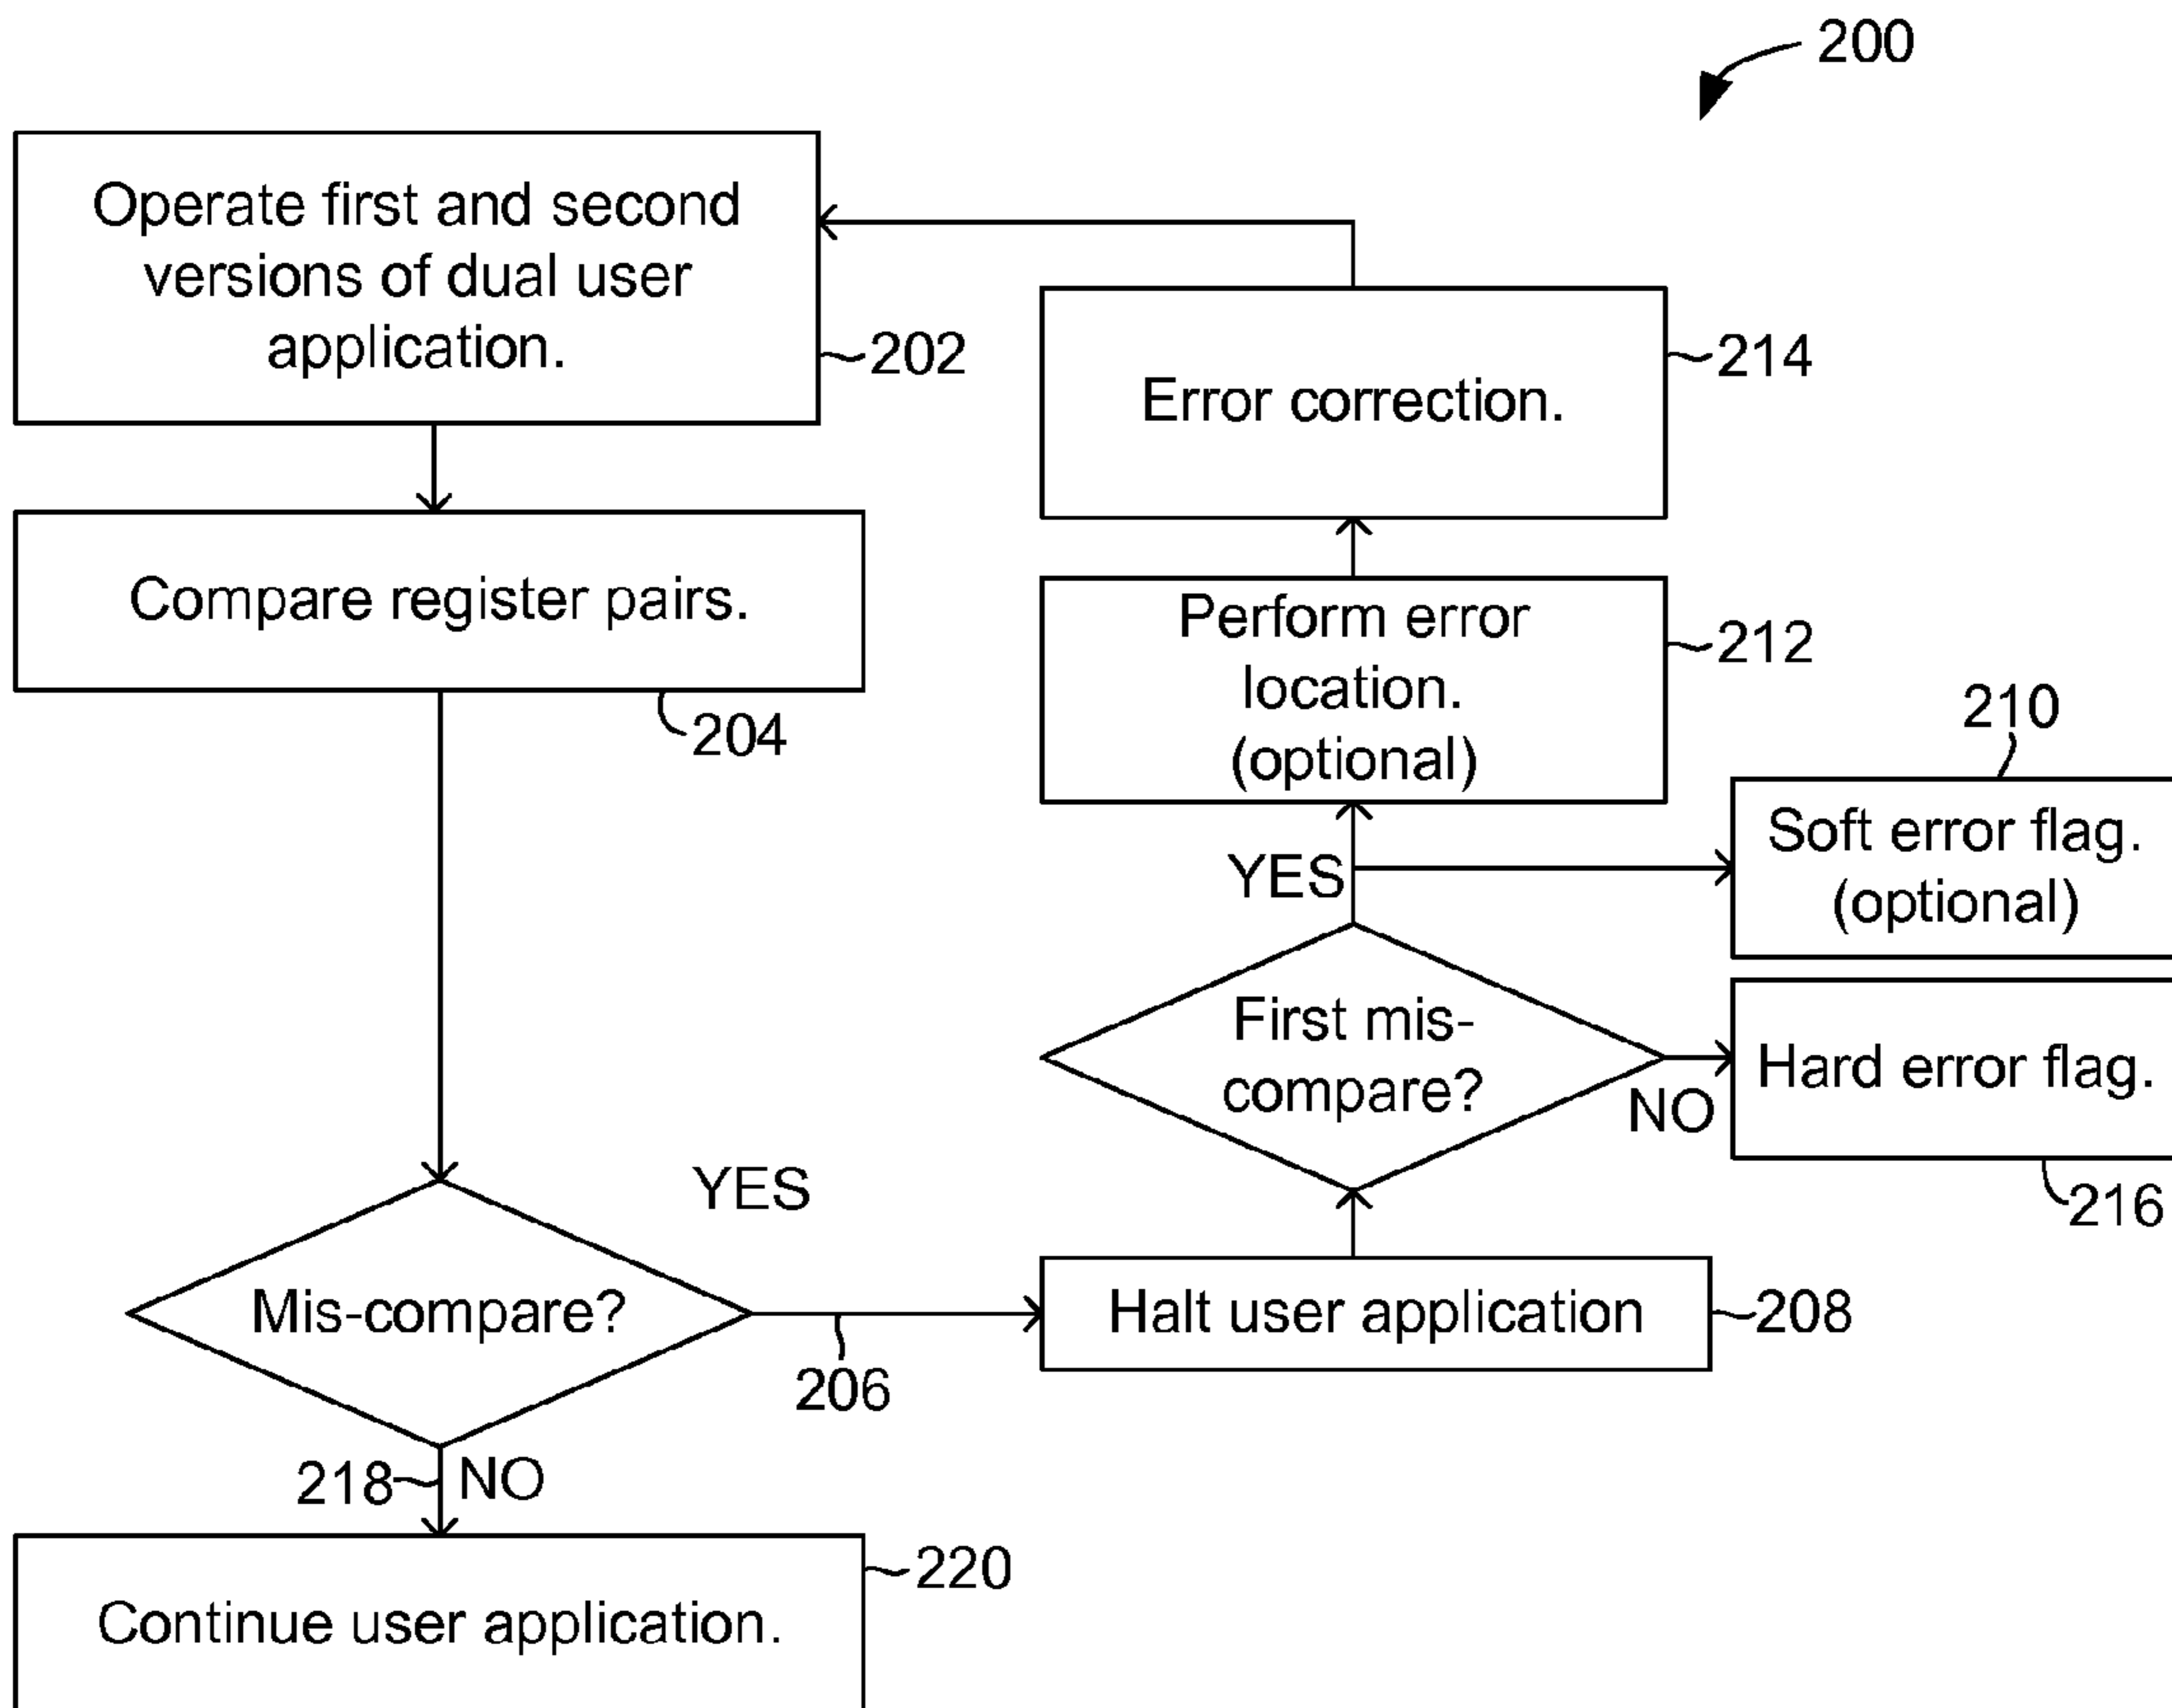 200
Operate first and second
versions of dual user
application.
202
Compare register pairs.
204
Mis-compare?
YES
206
218
NO
Continue user application.
220
Halt user application
208
First mis-
compare?
YES
NO
Soft error flag.
(optional)
210
Hard error flag.
216
Perform error
location.
(optional)
212
Error correction.
214